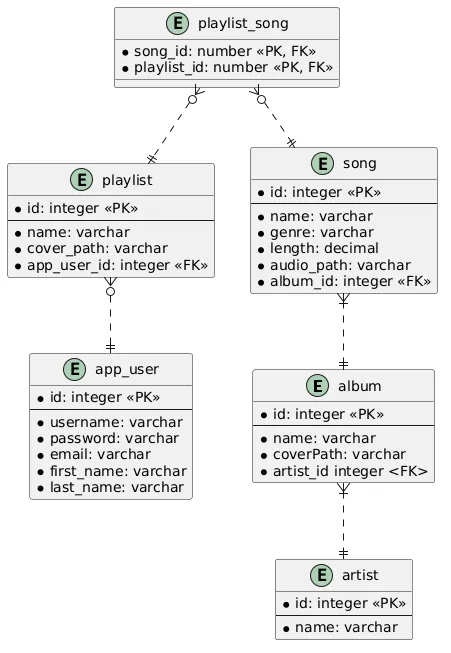 E playlist_song
song_id: number «PK, FK»
playlist_id: number «PK, FK»
E playlist
id: integer «PK»
name: varchar
cover_path: varchar
app_user_id: integer «FK»
E song
id: integer «PK»
name: varchar
genre: varchar
length: decimal
audio_path: varchar
album_id: integer «FK»
E app_user
id: integer «PK»
username: varchar
password: varchar
email: varchar
first_name: varchar
last_name: varchar
E album
id: integer «PK»
name: varchar
coverPath: varchar
artist_id integer <FK>
E artist
id: integer «PK»
name: varchar